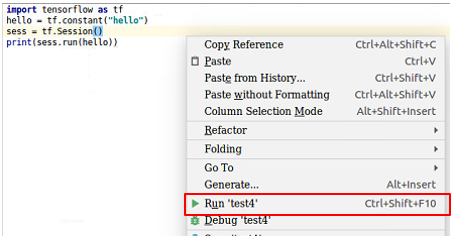 import tensorflow as tf
hello = tf.constant("hello")
sess = tf.Session()
print(sess.run(hello))
Copy Reference Ctrl+Alt+Shift+C
Paste Ctrl+V
Paste from History... Ctrl+Shift+V
Paste without Formatting Ctrl+Alt+Shift+V
Column Selection Mode Alt+Shift+Insert
Refactor
Folding
Go To
Generate... Alt+Insert
Run 'test4' Ctrl+Shift+F10
Debug 'test4'